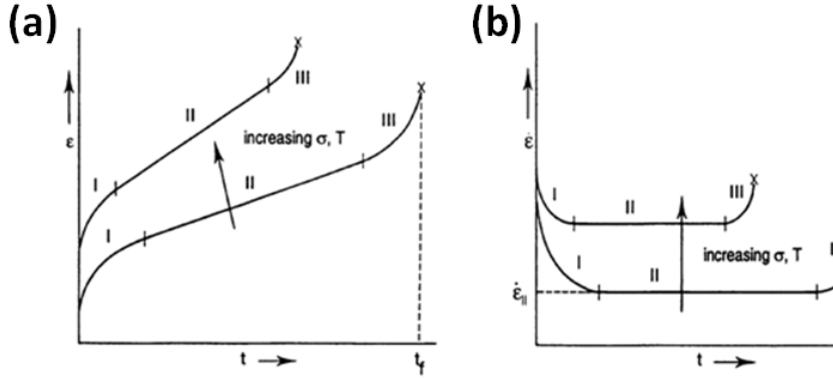 (a)
(b)
ε
I
II
III
I
II
III
increasing σ, T
t
t_f
ε̇
I
II
III
I
II
increasing σ, T
ε̇_II
t